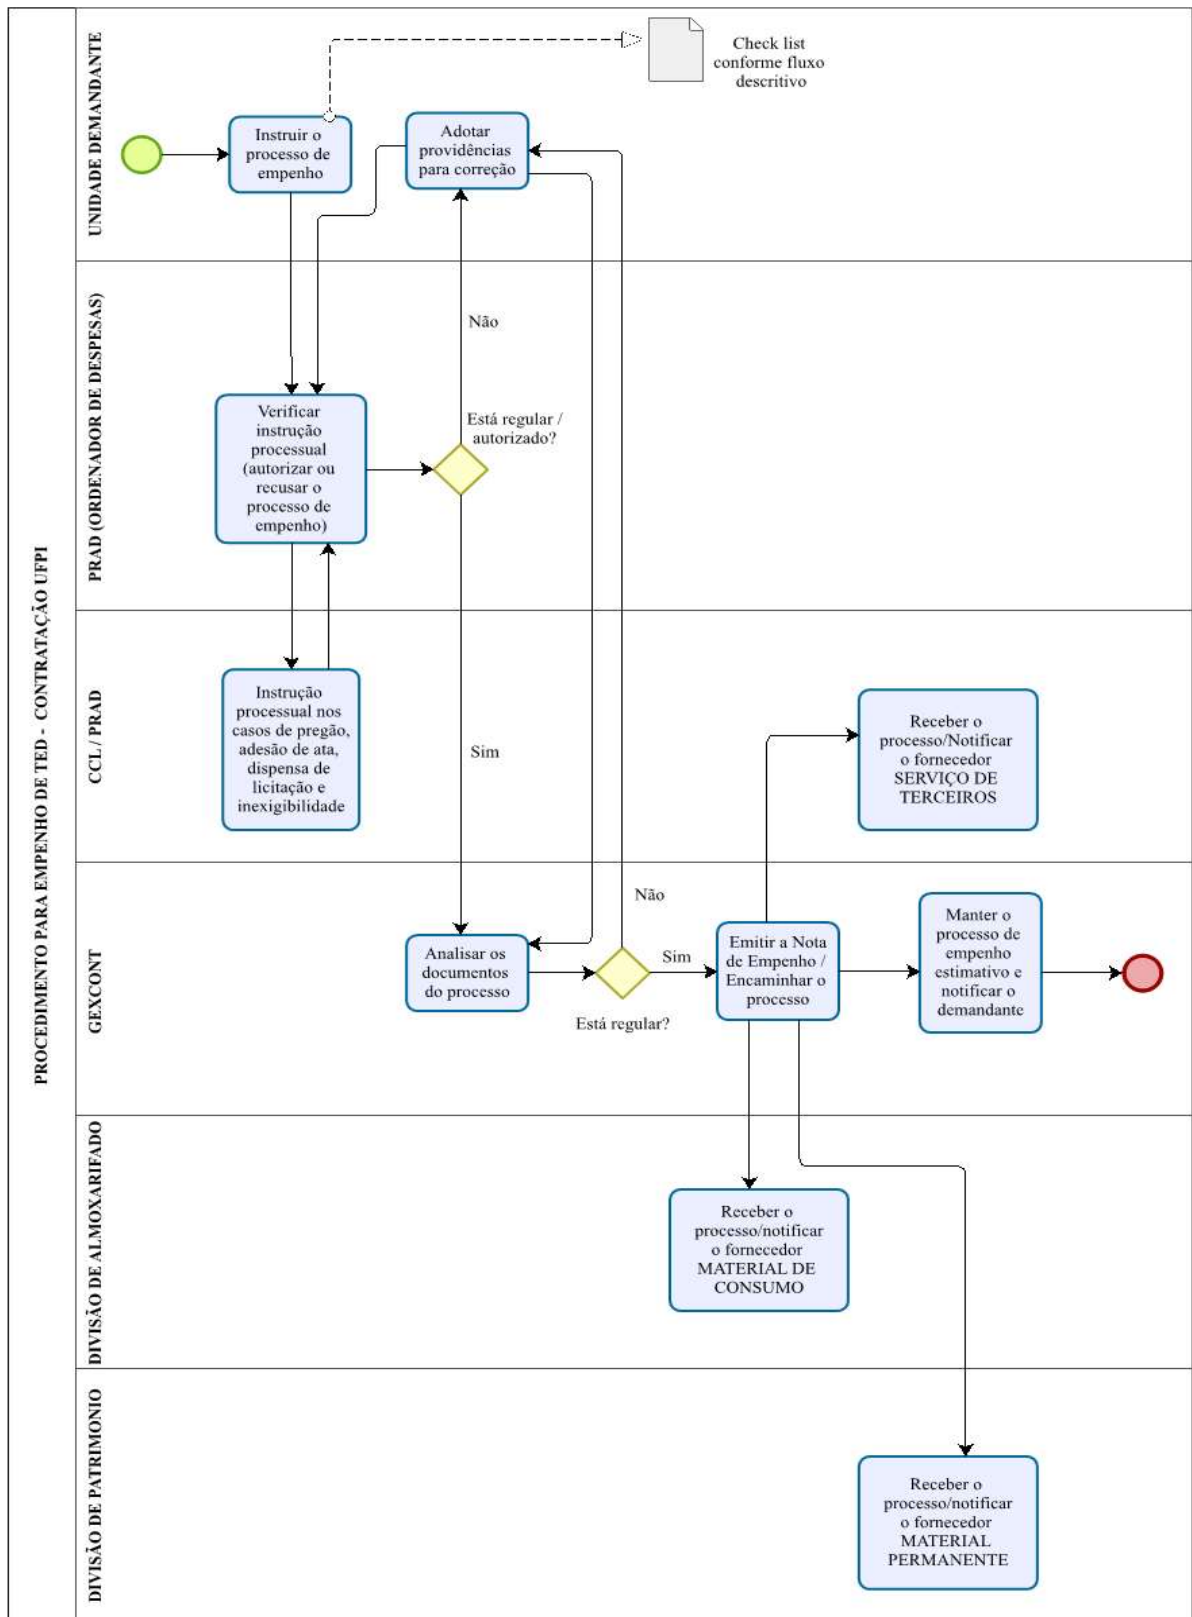 PROCEDIMENTO PARA EMPENHO DE TED - CONTRATAÇÃO UFPI
UNIDADE DEMANDANTE
Instruir o
processo de
empenho
Adotar
providências
para correção
Check list
conforme fluxo
descritivo
PRAD (ORDENADOR DE DESPESAS)
Não
Verificar
instrução
processual
(autorizar ou
recusar o
processo de
empenho)
Está regular /
autorizado?
CCL / PRAD
Instrução
processual nos
casos de pregão,
adesão de ata,
dispensa de
licitação e
inexigibilidade
Sim
Receber o
processo/Notificar
o fornecedor
SERVIÇO DE
TERCEIROS
GEXCONT
Analisar os
documentos
do processo
Não
Está regular?
Sim
Emitir a Nota
de Empenho /
Encaminhar o
processo
Manter o
processo de
empenho
estimativo e
notificar o
demandante
DIVISÃO DE ALMOXARIFADO
Receber o
processo/notificar
o fornecedor
MATERIAL DE
CONSUMO
DIVISÃO DE PATRIMONIO
Receber o
processo/notificar
o fornecedor
MATERIAL
PERMANENTE